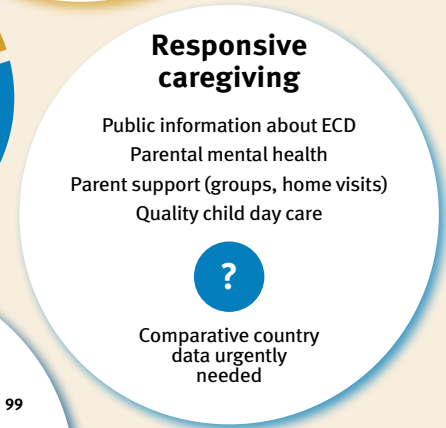 Responsive
caregiving
Public information about ECD
Parental mental health
Parent support (groups, home visits)
Quality child day care
?
Comparative country
data urgently
needed
99